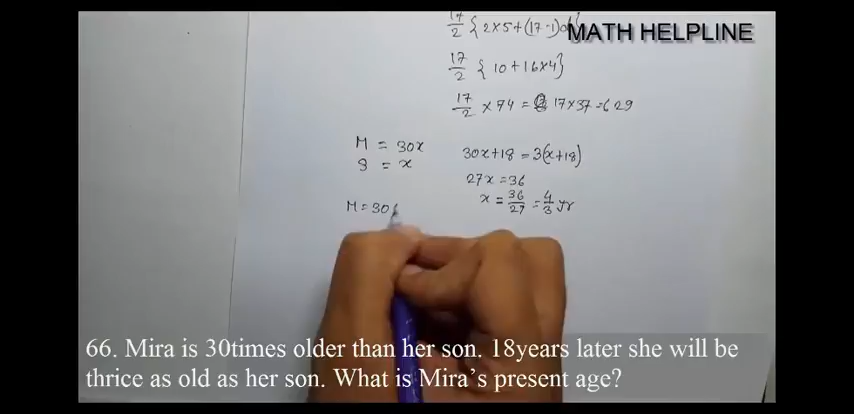 17/2 { 2×5+(17-1)
MATH HELPLINE
17/2 { 10+16×4}
17/2 × 74 = 17×37 = 629
M = 30x
S = x
30x+18 = 3(x+18)
27x = 36
x = 36/27 = 4/3 yr
M = 30
66. Mira is 30times older than her son. 18years later she will be
thrice as old as her son. What is Mira's present age?